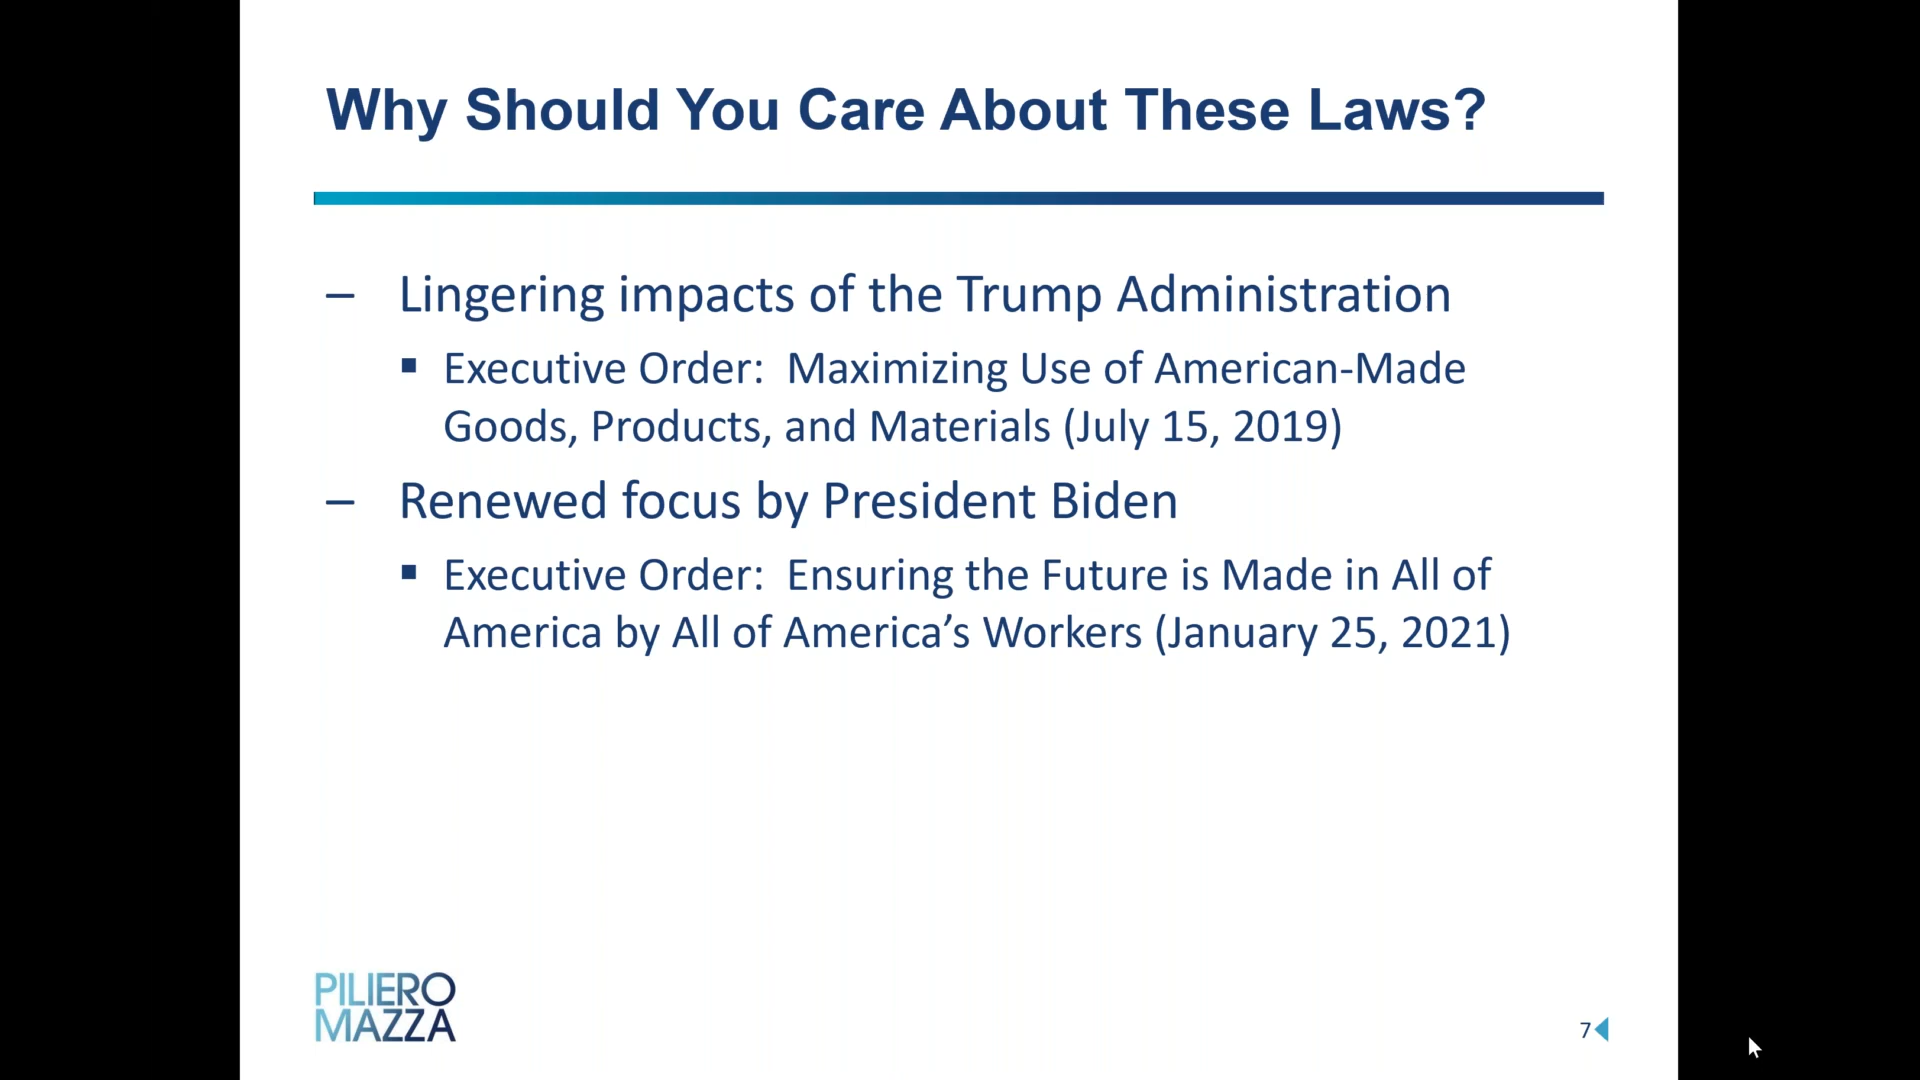 Why Should You Care About These Laws?
– Lingering impacts of the Trump Administration
▪ Executive Order:  Maximizing Use of American-Made
Goods, Products, and Materials (July 15, 2019)
– Renewed focus by President Biden
▪ Executive Order:  Ensuring the Future is Made in All of
America by All of America’s Workers (January 25, 2021)
PILIERO
MAZZA
7